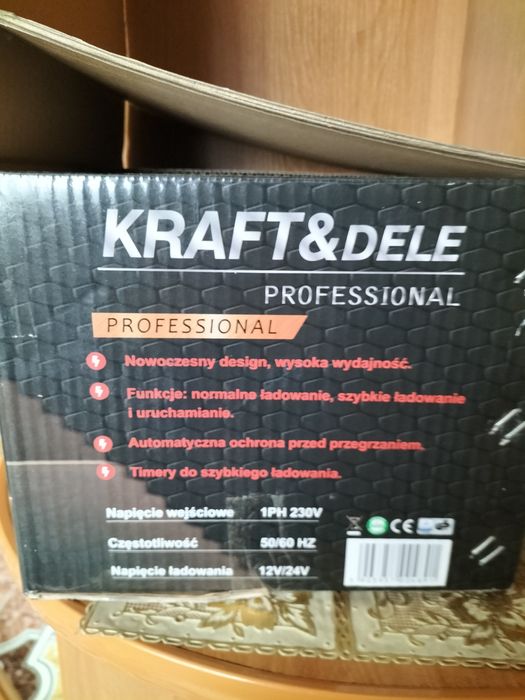 KRAFT&DELE
PROFESSIONAL
PROFESSIONAL
Nowoczesny design, wysoka wydajność.
Funkcje: normalne ładowanie, szybkie ładowanie
i uruchamianie.
Automatyczna ochrona przed przegrzaniem.
Timery do szybkiego ładowania.
Napięcie wejściowe 1PH 230V
Częstotliwość 50/60 HZ
Napięcie ładowania 12V/24V
CE